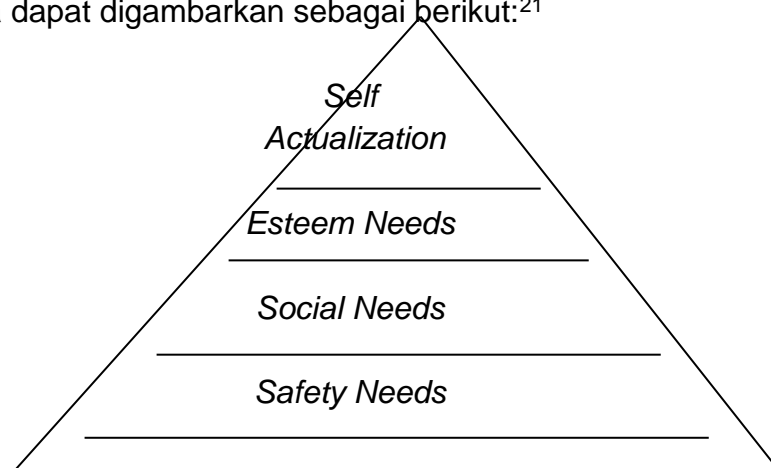 dapat digambarkan sebagai berikut:²¹
Self
Actualization
Esteem Needs
Social Needs
Safety Needs